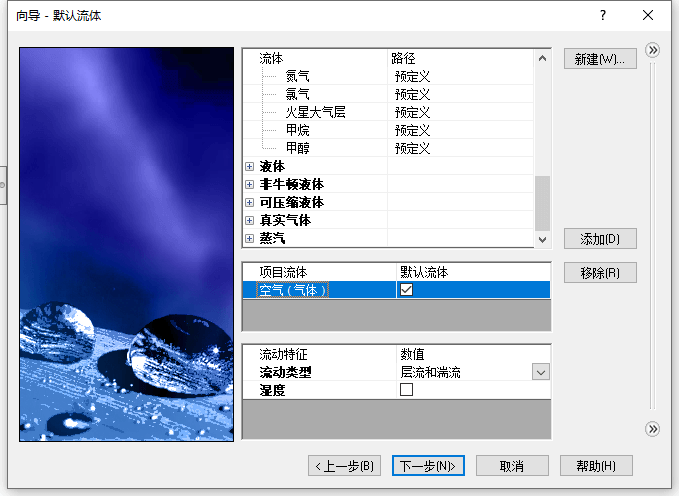 向导 - 默认流体
流体 路径 新建(W)...
氮气 预定义
氯气 预定义
火星大气层 预定义
甲烷 预定义
甲醇 预定义
液体
非牛顿液体
可压缩液体
真实气体
蒸汽 添加(D)
项目流体 默认流体 移除(R)
空气 ( 气体 )
流动特征 数值
流动类型 层流和湍流
湿度
< 上一步(B) 下一步(N)> 取消 帮助(H)